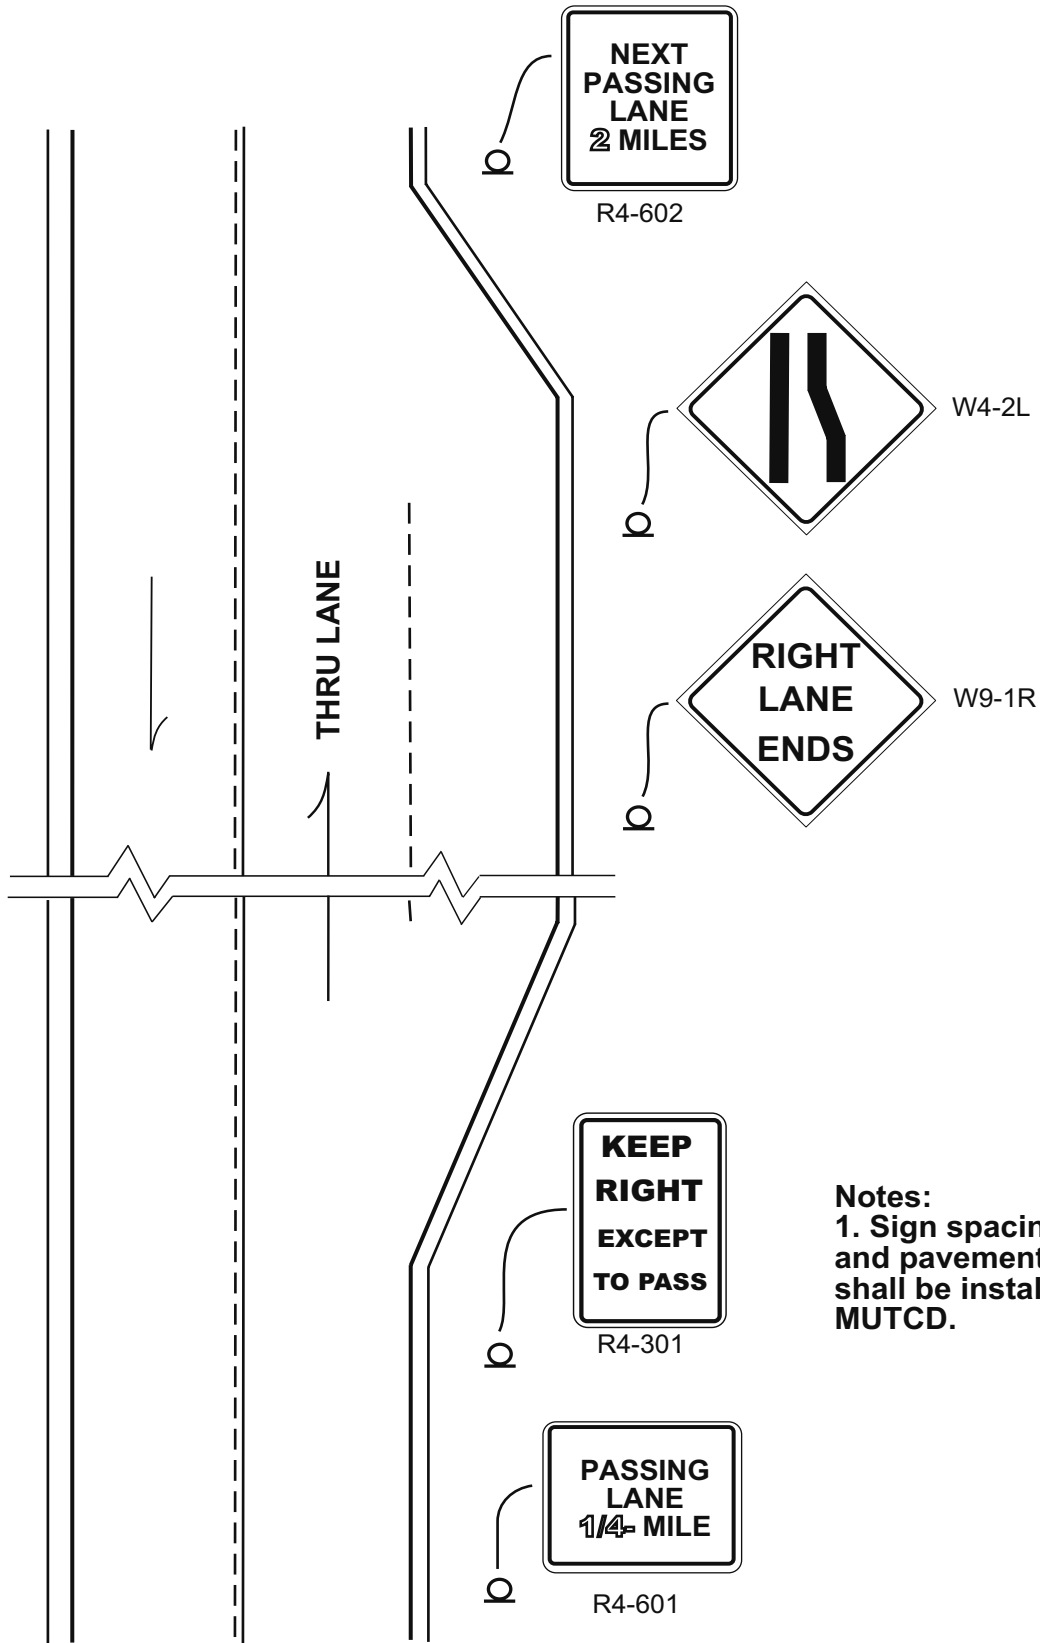 NEXT
PASSING
LANE
2 MILES
R4-602
W4-2L
RIGHT
LANE
ENDS
W9-1R
THRU LANE
KEEP
RIGHT
EXCEPT
TO PASS
R4-301
Notes:
1. Sign spacin
and pavement
shall be instal
MUTCD.
PASSING
LANE
1/4- MILE
R4-601